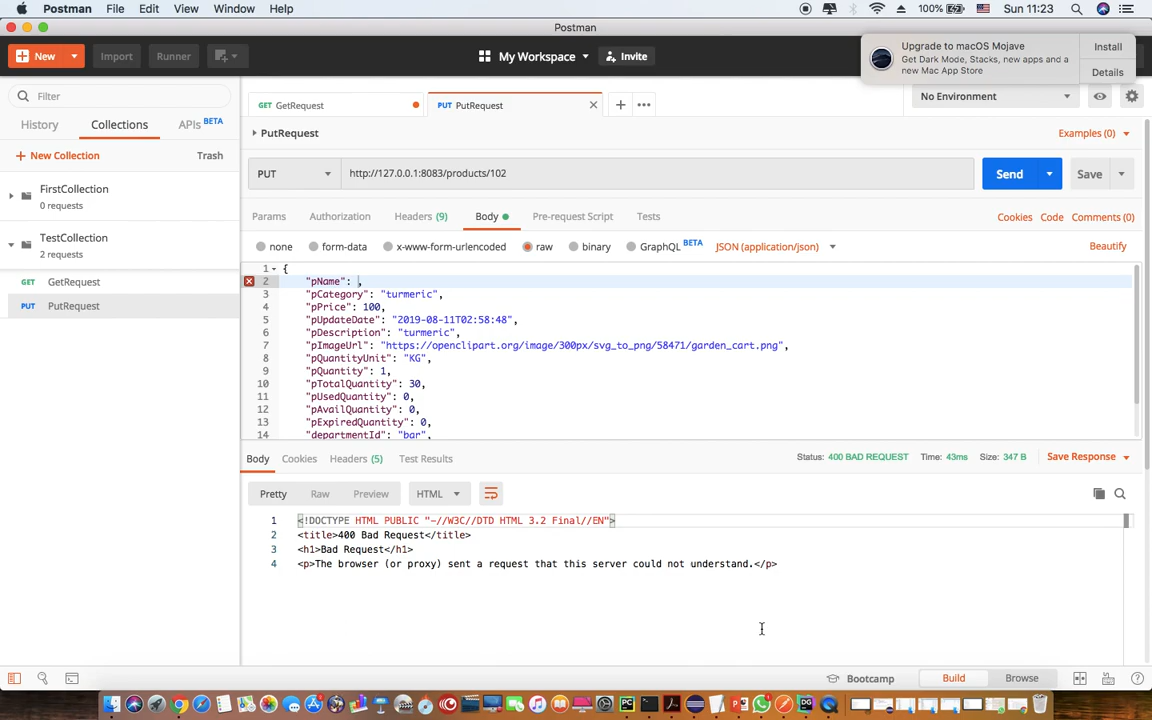 Postman File Edit View Window Help 100% Sun 11:23
Postman
New Import Runner My Workspace Invite
Upgrade to macOS Mojave
Get Dark Mode, Stacks, new apps and a
new Mac App Store
Install
Details
Filter
GetRequest PUT PutRequest No Environment
GET
History Collections APIs BETA
PutRequest Examples (0)
New Collection Trash
FirstCollection
0 requests
TestCollection
2 requests
GET GetRequest
PUT PutRequest
PUT http://127.0.0.1:8083/products/102 Send Save
Params Authorization Headers (9) Body Pre-request Script Tests Cookies Code Comments (0)
none form-data x-www-form-urlencoded raw binary GraphQL BETA JSON (application/json) Beautify
1 {
2 "pName": ,
3 "pCategory": "turmeric",
4 "pPrice": 100,
5 "pUpdateDate": "2019-08-11T02:58:48",
6 "pDescription": "turmeric",
7 "pImageUrl": "https://openclipart.org/image/300px/svg_to_png/58471/garden_cart.png",
8 "pQuantityUnit": "KG",
9 "pQuantity": 1,
10 "pTotalQuantity": 30,
11 "pUsedQuantity": 0,
12 "pAvailQuantity": 0,
13 "pExpiredQuantity": 0,
14 "departmentId": "bar",
Body Cookies Headers (5) Test Results Status: 400 BAD REQUEST Time: 43ms Size: 347 B Save Response
Pretty Raw Preview HTML
1 <!DOCTYPE HTML PUBLIC "-//W3C//DTD HTML 3.2 Final//EN">
2 <title>400 Bad Request</title>
3 <h1>Bad Request</h1>
4 <p>The browser (or proxy) sent a request that this server could not understand.</p>
Bootcamp Build Browse